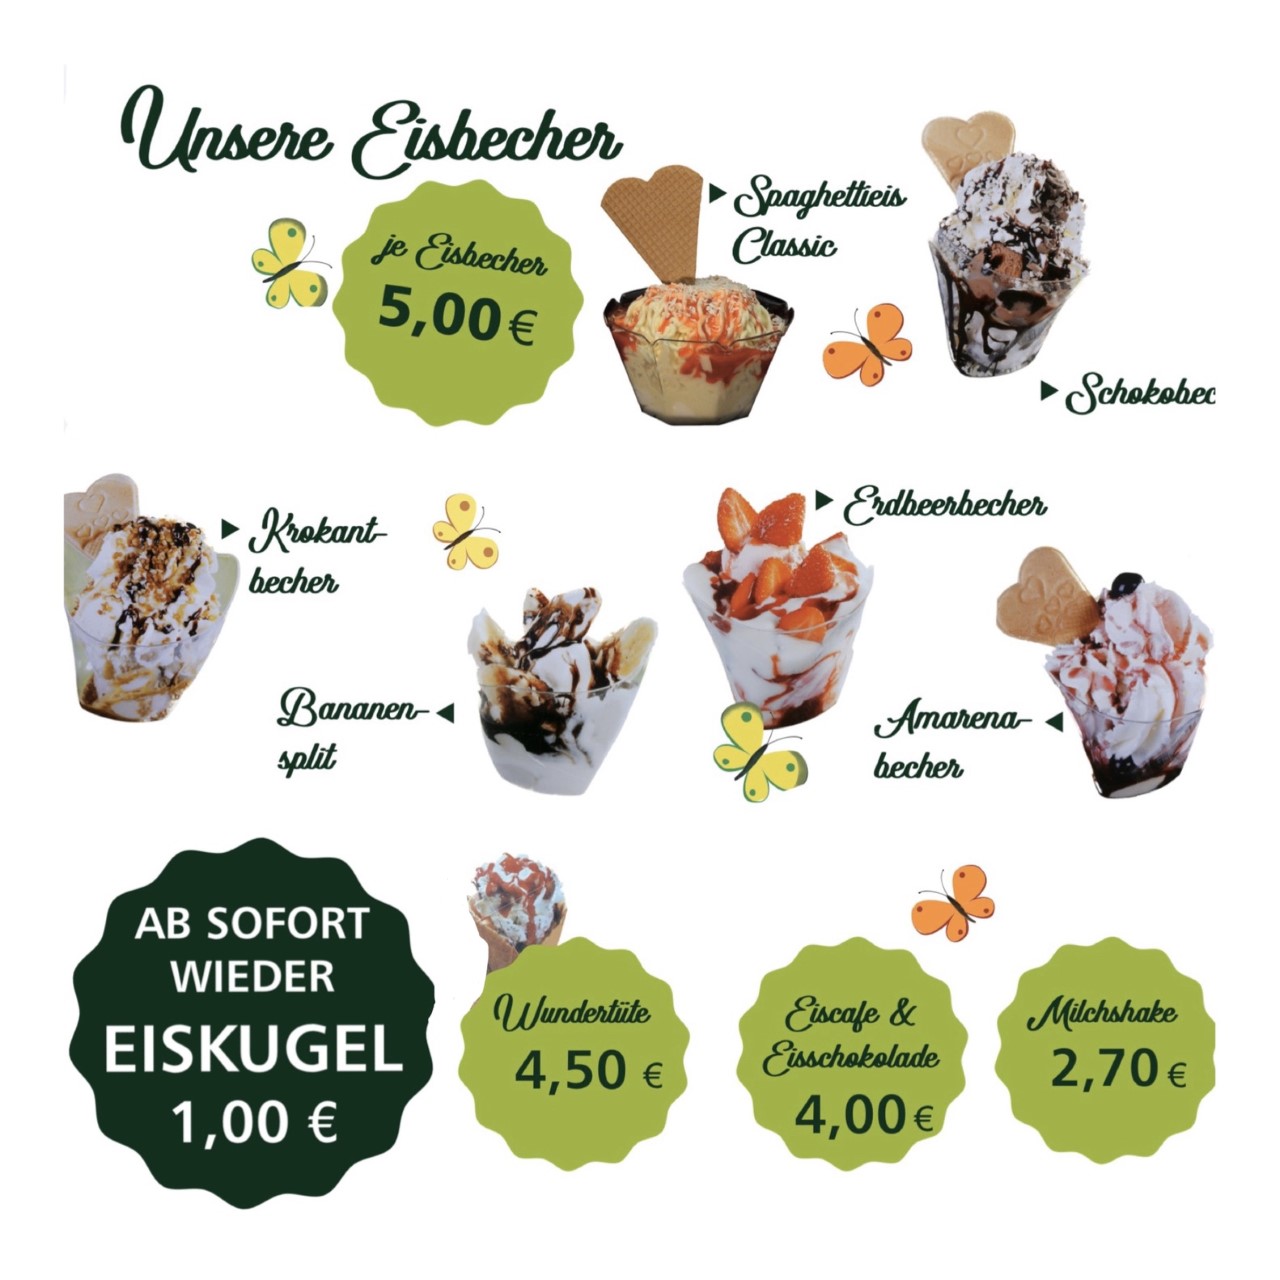 Unsere Eisbecher
je Eisbecher
5,00 €
Spaghettieis
Classic
Schokobec
Krokant-
becher
Erdbeerbecher
Bananen-
split
Amarena-
becher
AB SOFORT
WIEDER
EISKUGEL
1,00 €
Wundertüte
4,50 €
Eiscafe &
Eisschokolade
4,00 €
Milchshake
2,70 €